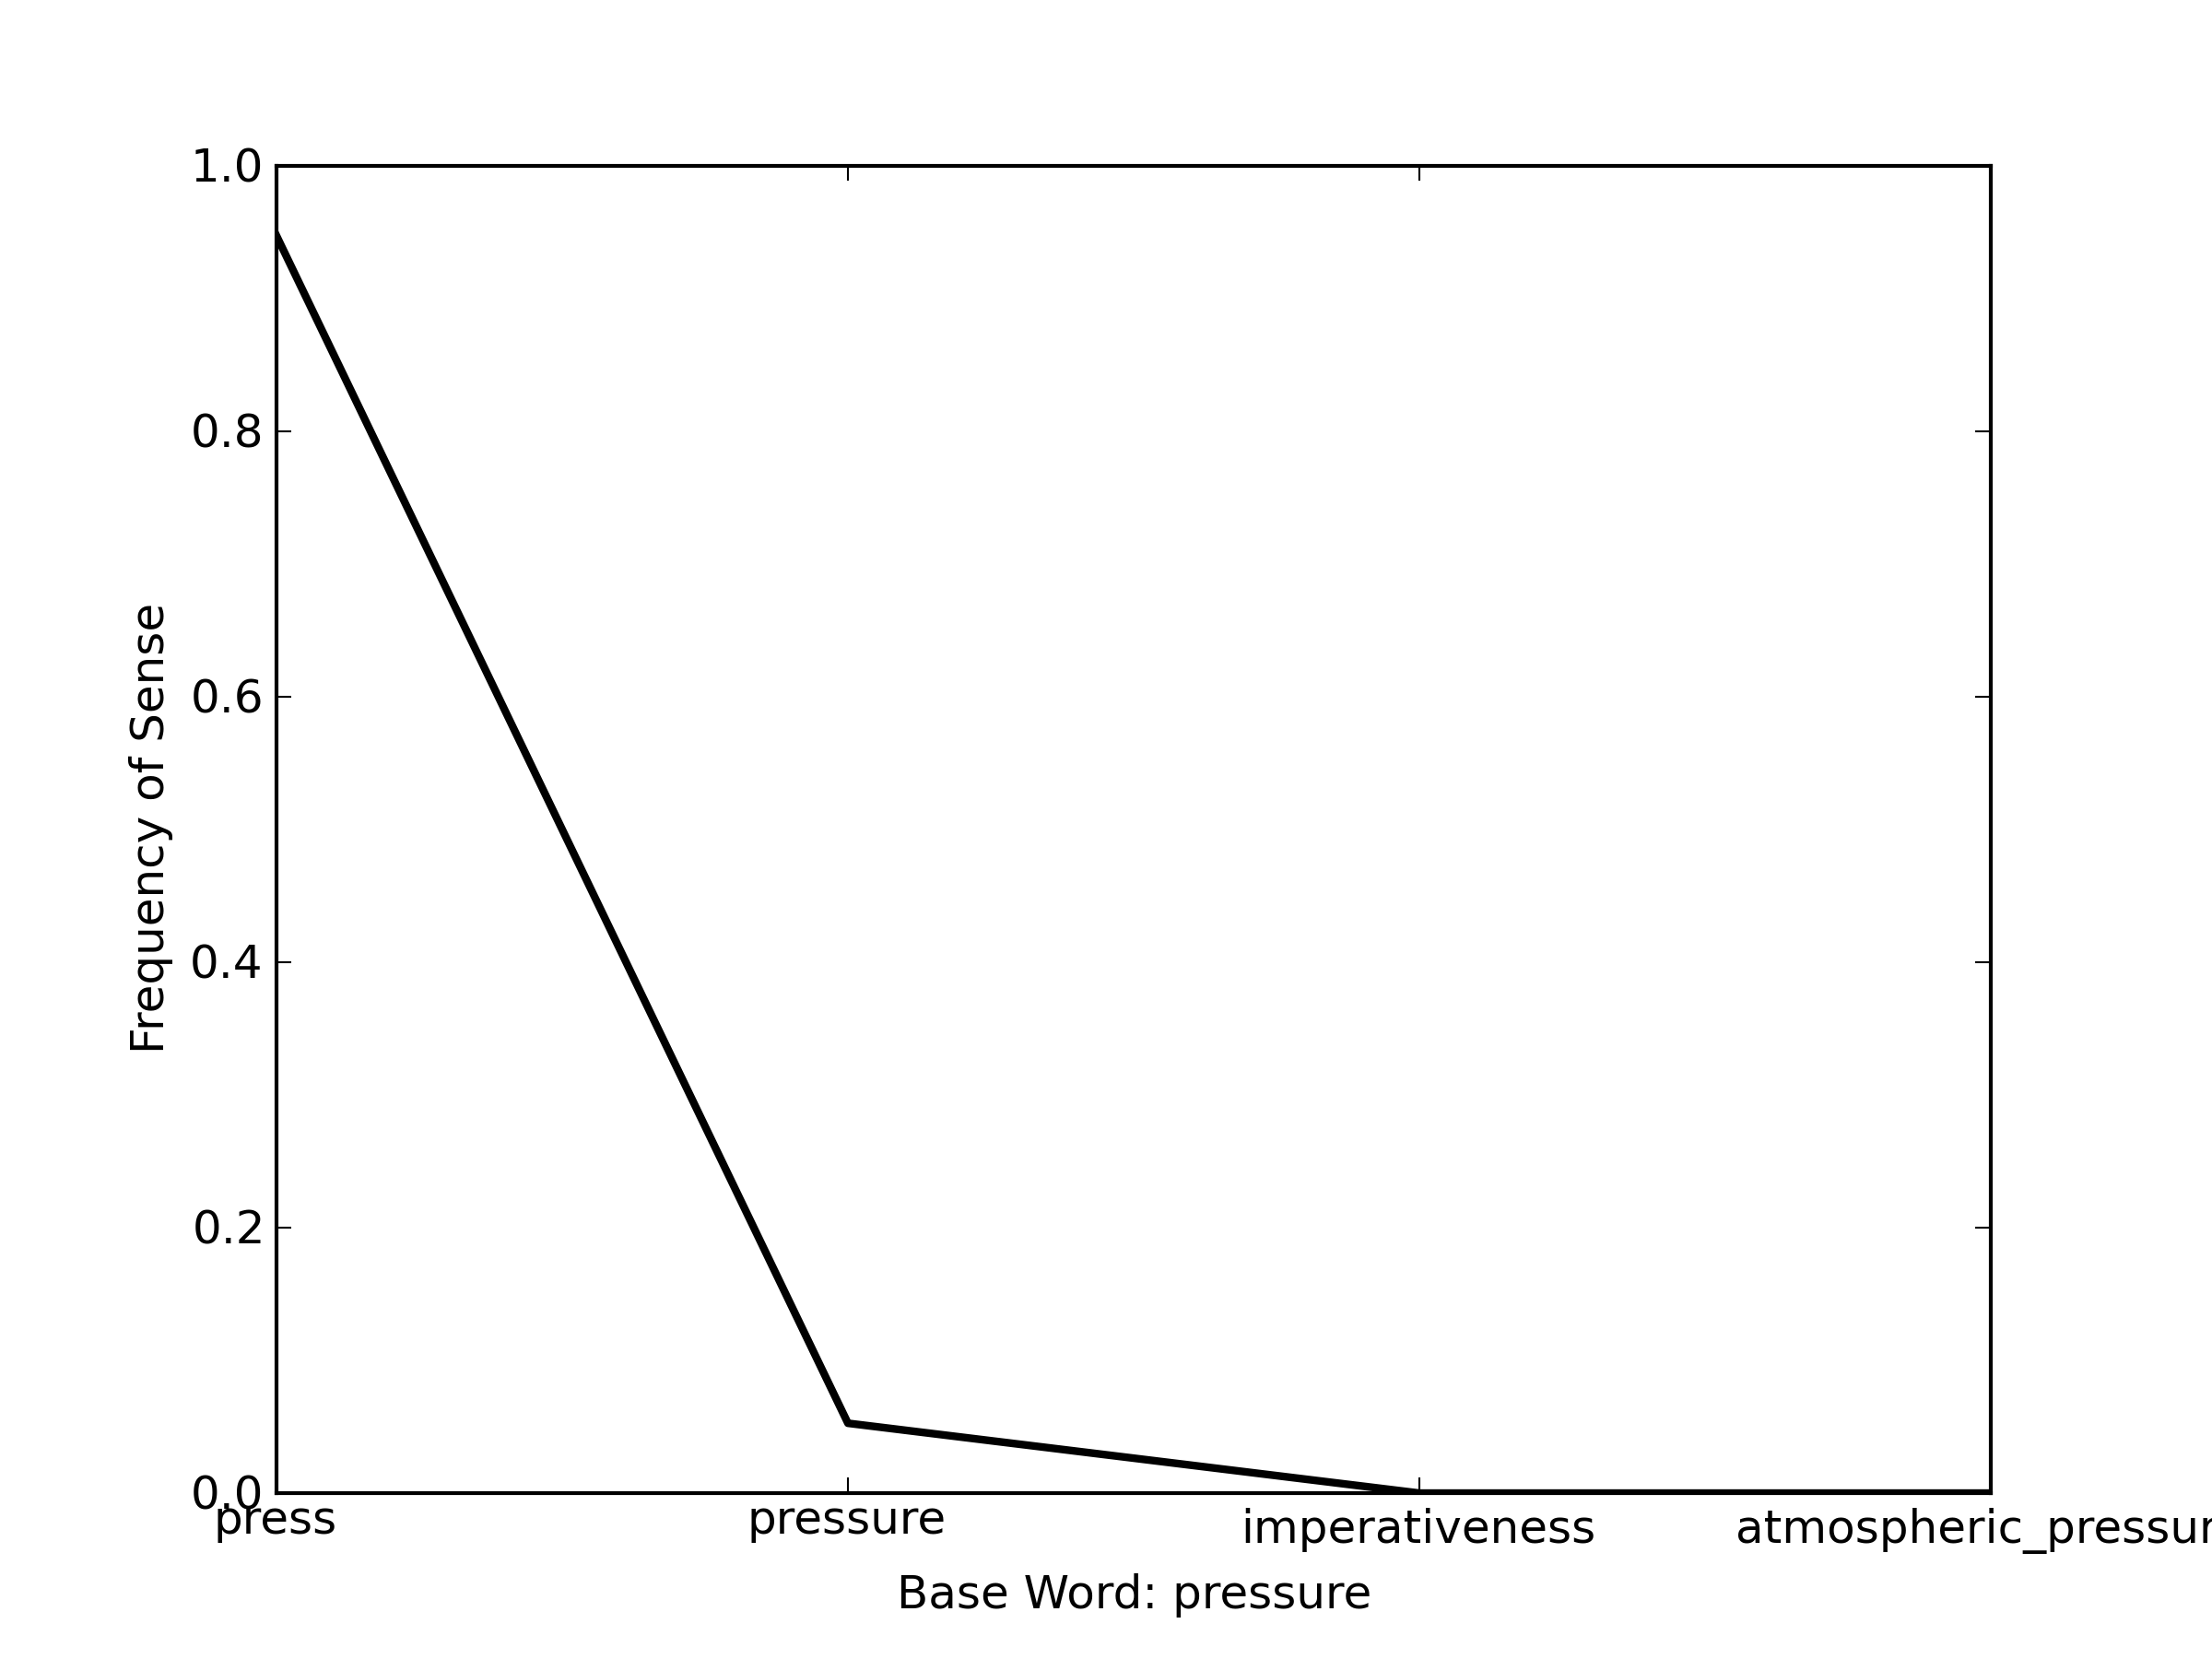 1.0
0.8
0.6
0.4
0.2
0.0
Frequency of Sense
press
pressure
imperativeness
atmospheric_pressur
Base Word: pressure